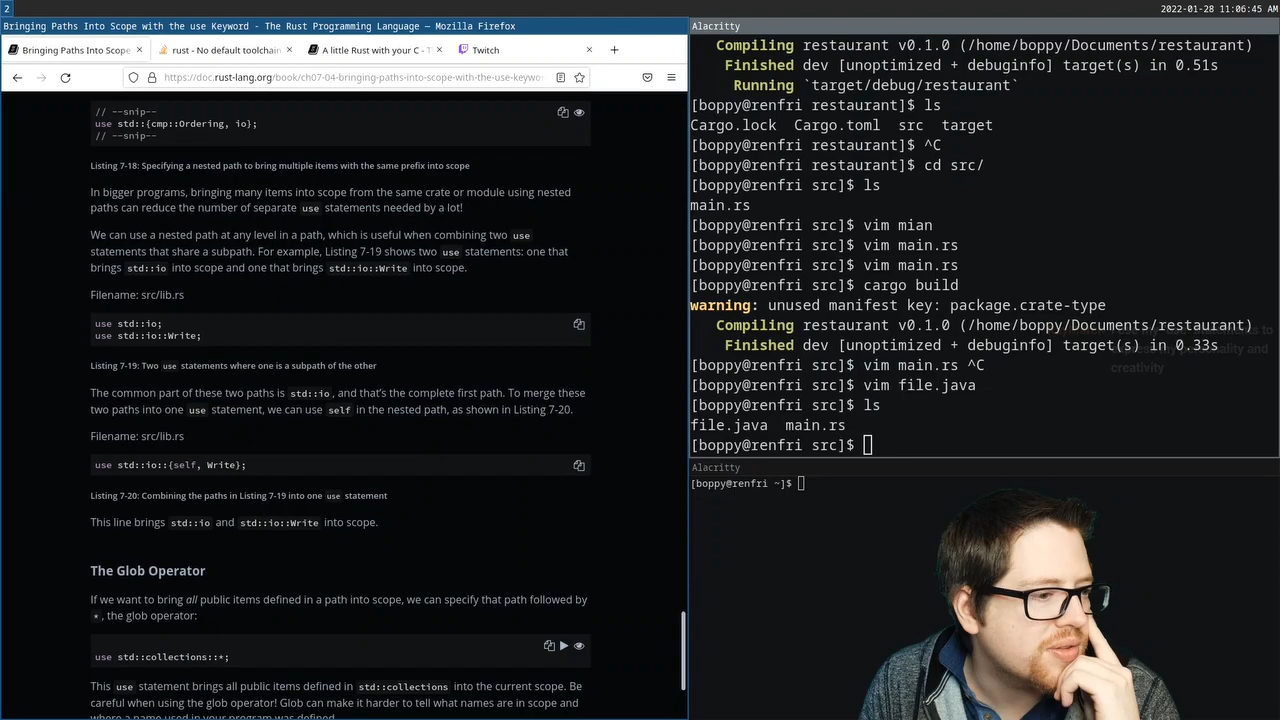 2
2022-01-28 11:06:45 AM
Bringing Paths Into Scope with the use Keyword - The Rust Programming Language — Mozilla Firefox
Bringing Paths Into Scope
rust - No default toolchain
A little Rust with your C - T
Twitch
https://doc.rust-lang.org/book/ch07-04-bringing-paths-into-scope-with-the-use-keywo
// --snip--
use std::{cmp::Ordering, io};
// --snip--
Listing 7-18: Specifying a nested path to bring multiple items with the same prefix into scope
In bigger programs, bringing many items into scope from the same crate or module using nested
paths can reduce the number of separate use statements needed by a lot!
We can use a nested path at any level in a path, which is useful when combining two use
statements that share a subpath. For example, Listing 7-19 shows two use statements: one that
brings std::io into scope and one that brings std::io::Write into scope.
Filename: src/lib.rs
use std::io;
use std::io::Write;
Listing 7-19: Two use statements where one is a subpath of the other
The common part of these two paths is std::io, and that's the complete first path. To merge these
two paths into one use statement, we can use self in the nested path, as shown in Listing 7-20.
Filename: src/lib.rs
use std::io::{self, Write};
Listing 7-20: Combining the paths in Listing 7-19 into one use statement
This line brings std::io and std::io::Write into scope.
The Glob Operator
If we want to bring all public items defined in a path into scope, we can specify that path followed by
*, the glob operator:
use std::collections::*;
This use statement brings all public items defined in std::collections into the current scope. Be
careful when using the glob operator! Glob can make it harder to tell what names are in scope and
where a name used in your program was defined.
Alacritty
Compiling restaurant v0.1.0 (/home/boppy/Documents/restaurant)
Finished dev [unoptimized + debuginfo] target(s) in 0.51s
Running `target/debug/restaurant`
[boppy@renfri restaurant]$ ls
Cargo.lock Cargo.toml src target
[boppy@renfri restaurant]$ ^C
[boppy@renfri restaurant]$ cd src/
[boppy@renfri src]$ ls
main.rs
[boppy@renfri src]$ vim mian
[boppy@renfri src]$ vim main.rs
[boppy@renfri src]$ vim main.rs
[boppy@renfri src]$ cargo build
warning: unused manifest key: package.crate-type
Compiling restaurant v0.1.0 (/home/boppy/Documents/restaurant)
Finished dev [unoptimized + debuginfo] target(s) in 0.33s
[boppy@renfri src]$ vim main.rs ^C
[boppy@renfri src]$ vim file.java
[boppy@renfri src]$ ls
file.java main.rs
[boppy@renfri src]$
statements to
personality and
creativity
Alacritty
[boppy@renfri ~]$